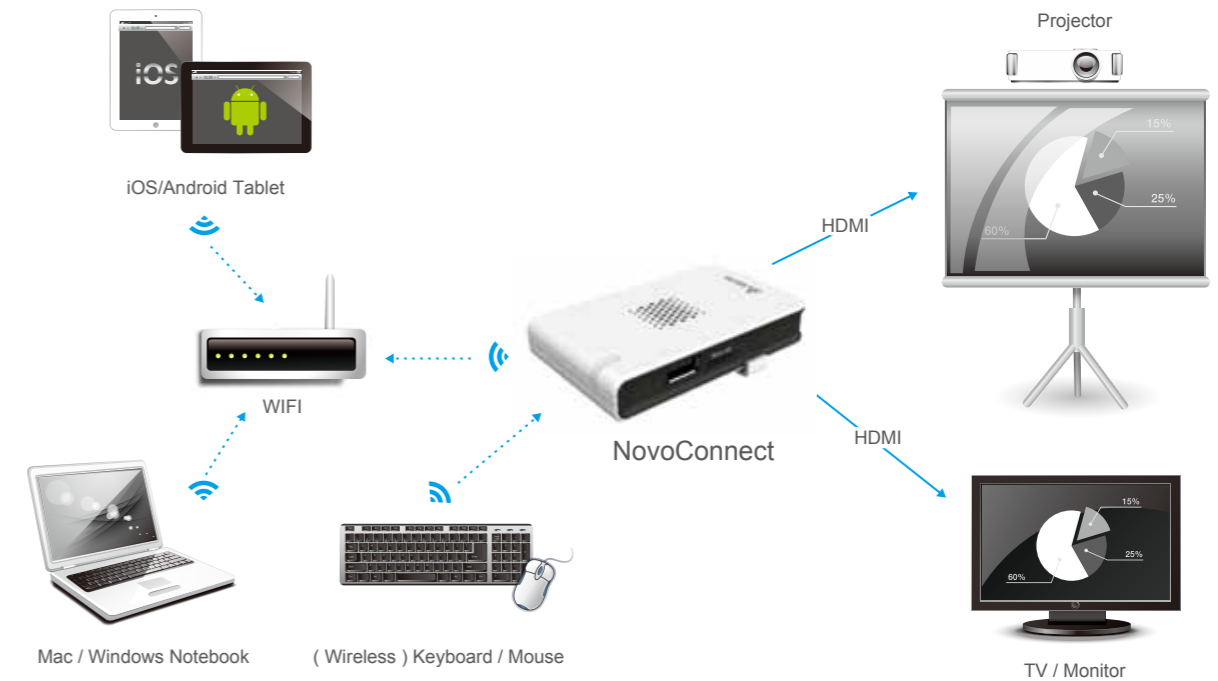 Projector
iOS
15%
25%
60%
iOS/Android Tablet
HDMI
WIFI
HDMI
NovoConnect
15%
25%
60%
Mac / Windows Notebook
( Wireless ) Keyboard / Mouse
TV / Monitor